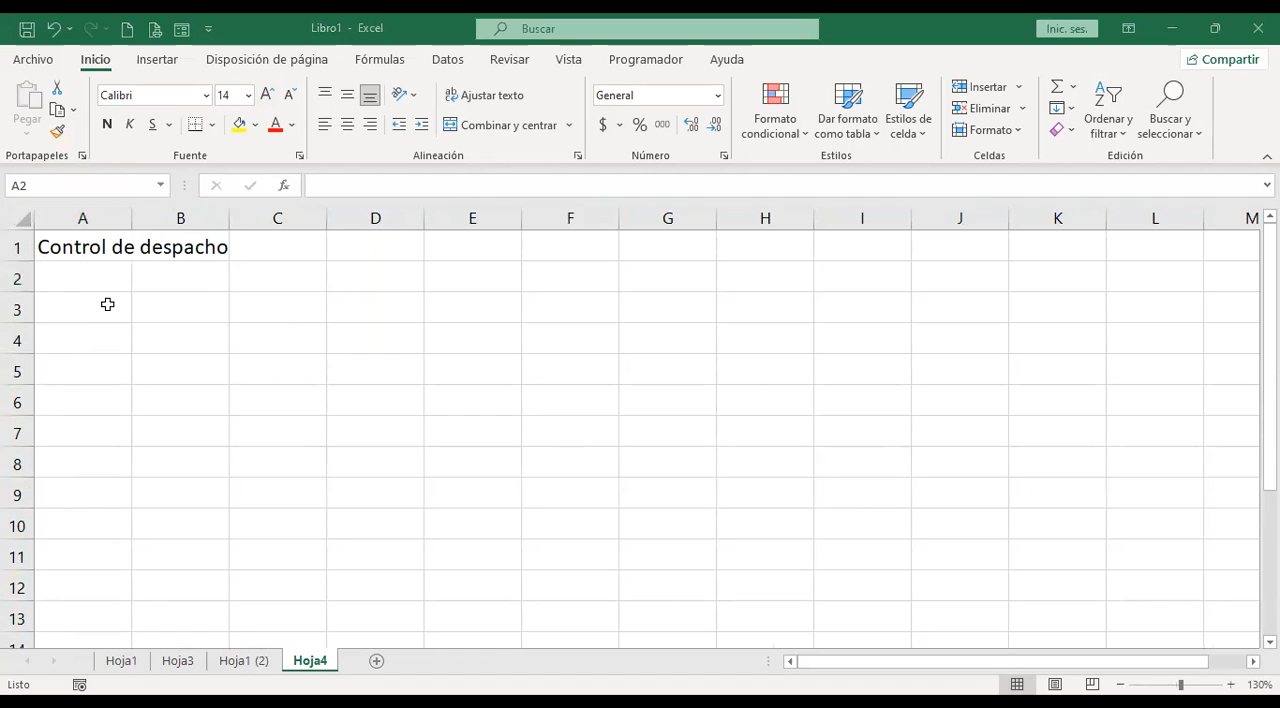 Libro1 - Excel
Buscar
Inic. ses.
Archivo Inicio Insertar Disposición de página Fórmulas Datos Revisar Vista Programador Ayuda
Compartir
Pegar
Calibri 14
N K S A
Ajustar texto
Combinar y centrar
General
$ % 000
Formato condicional
Dar formato como tabla
Estilos de celda
Insertar
Eliminar
Formato
Ordenar y filtrar
Buscar y seleccionar
Portapapeles Fuente Alineación Número Estilos Celdas Edición
A2 fx
A B C D E F G H I J K L M
1 Control de despacho
2
3
4
5
6
7
8
9
10
11
12
13
14
Hoja1 Hoja3 Hoja1 (2) Hoja4
Listo 130%